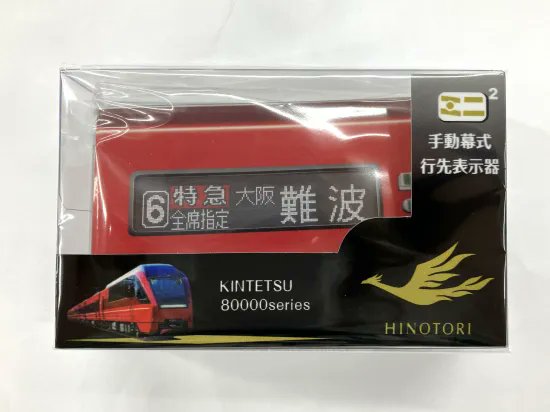 ミニ2
手動幕式
行先表示器
6 特急 大阪 難波
全席指定
KINTETSU
80000series
HINOTORI